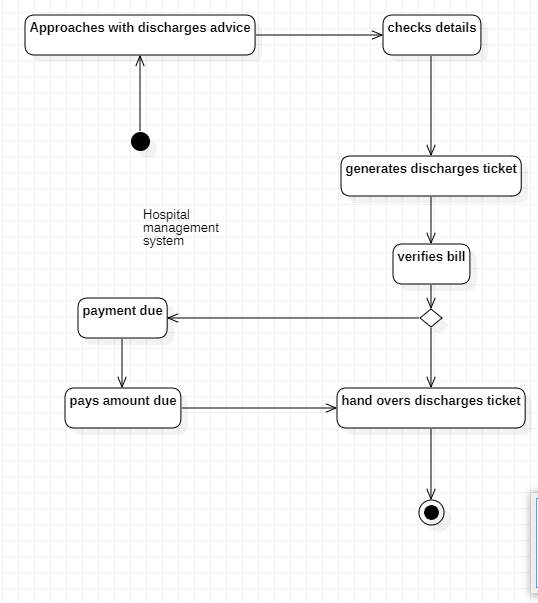 Approaches with discharges advice
checks details
generates discharges ticket
Hospital
management
system
verifies bill
payment due
pays amount due
hand overs discharges ticket